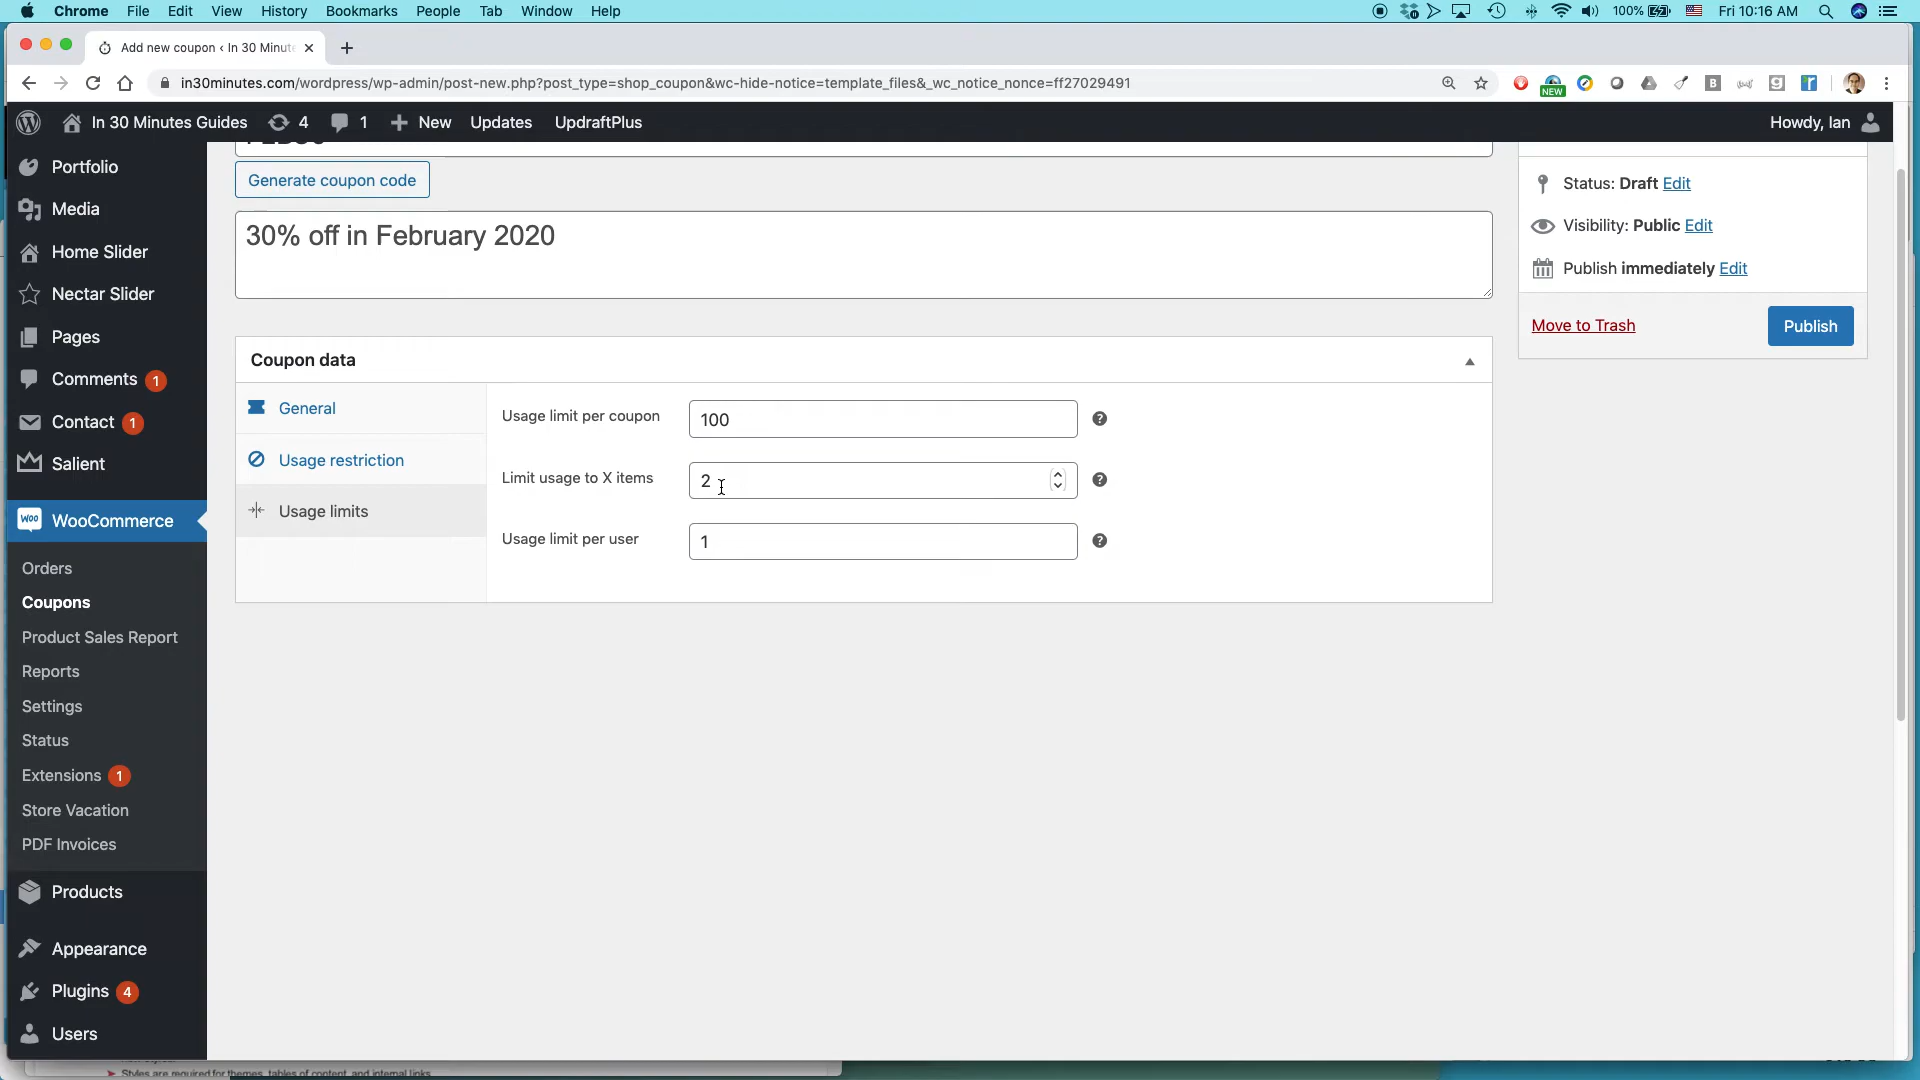 Chrome File Edit View History Bookmarks People Tab Window Help
100% Fri 10:16 AM
Add new coupon ‹ In 30 Minute
in30minutes.com/wordpress/wp-admin/post-new.php?post_type=shop_coupon&wc-hide-notice=template_files&_wc_notice_nonce=ff27029491
NEW
In 30 Minutes Guides 4 1 New Updates UpdraftPlus
Howdy, Ian
Portfolio
Media
Home Slider
Nectar Slider
Pages
Comments 1
Contact 1
Salient
WOO WooCommerce
Orders
Coupons
Product Sales Report
Reports
Settings
Status
Extensions 1
Store Vacation
PDF Invoices
Products
Appearance
Plugins 4
Users
Generate coupon code
30% off in February 2020
Coupon data
General
Usage restriction
Usage limits
Usage limit per coupon 100 ?
Limit usage to X items 2 ?
Usage limit per user 1 ?
Status: Draft Edit
Visibility: Public Edit
Publish immediately Edit
Move to Trash Publish
Styles are required for themes, tables of content, and internal links